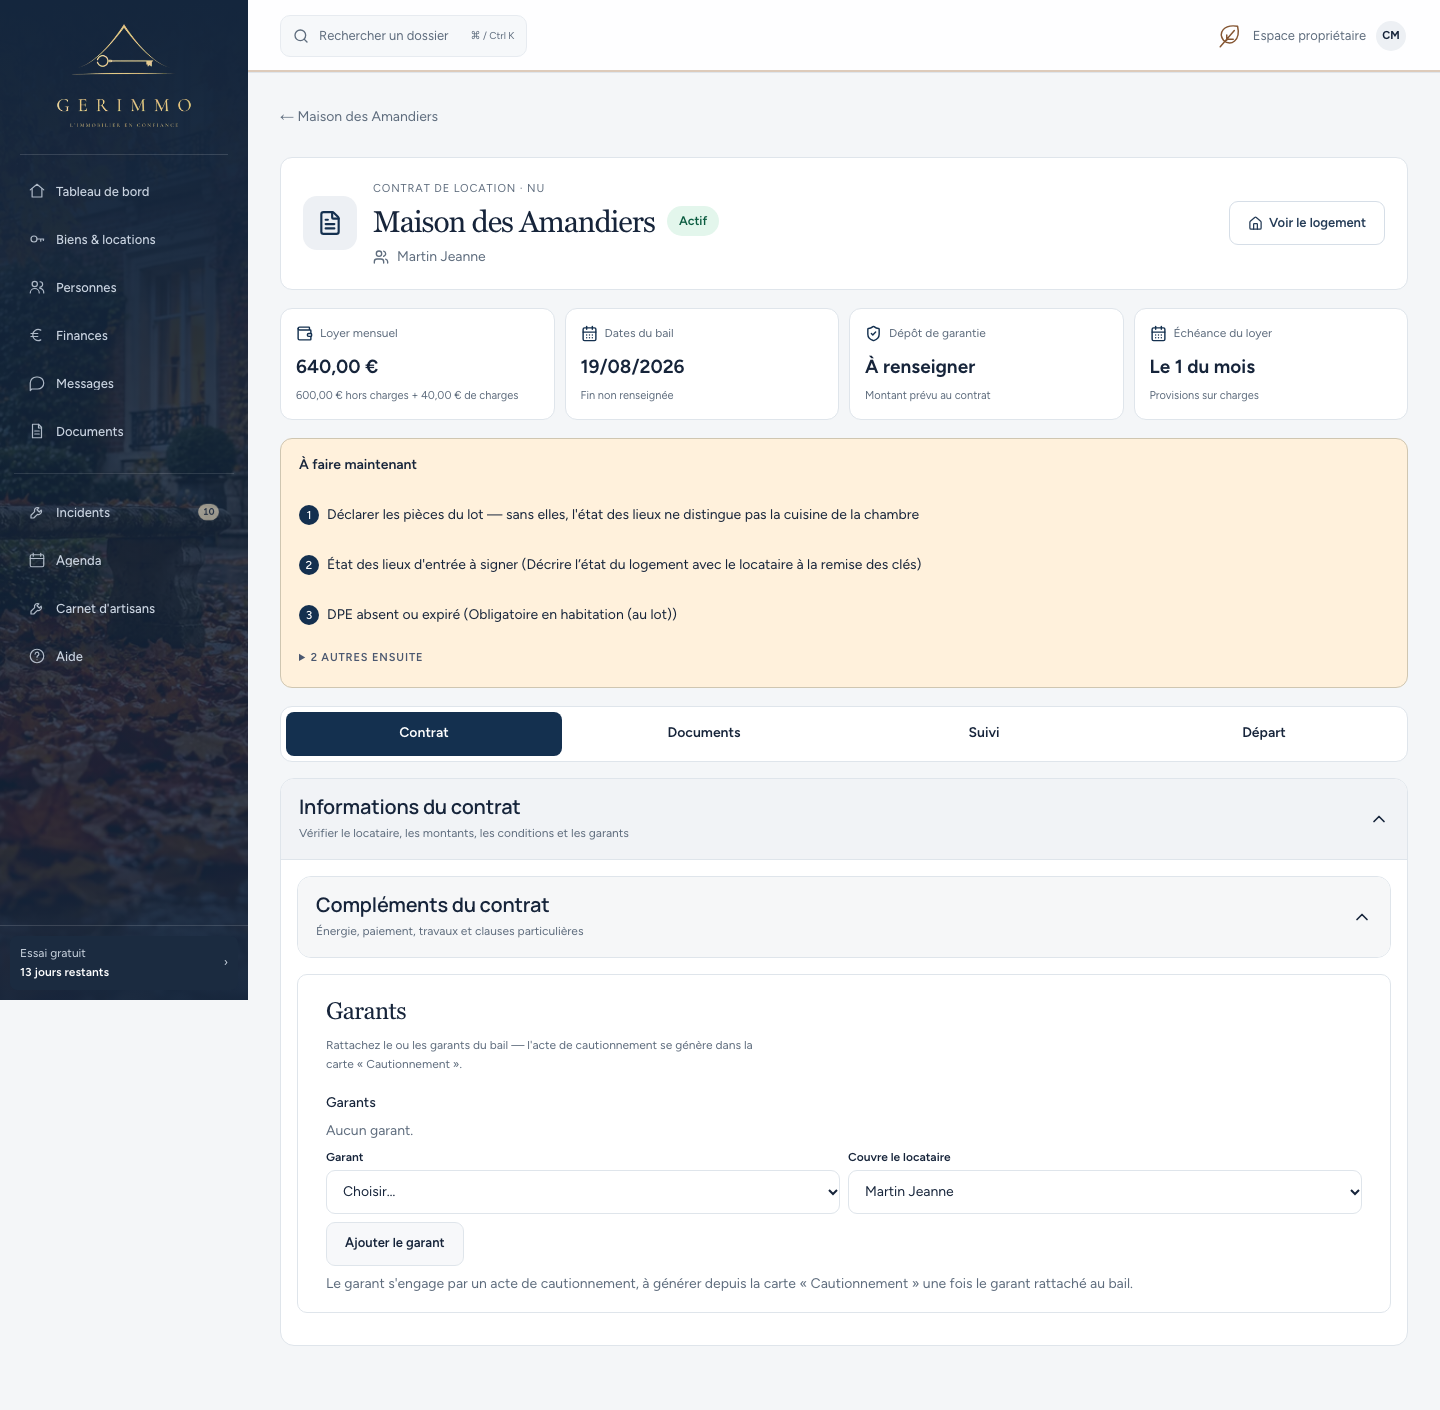 GERIMMO
L'IMMOBILIER EN CONFIANCE
Tableau de bord
Biens & locations
Personnes
Finances
Messages
Documents
Incidents 10
Agenda
Carnet d'artisans
Aide
Essai gratuit
13 jours restants
›
Rechercher un dossier ⌘ / Ctrl K
Espace propriétaire CM
← Maison des Amandiers
CONTRAT DE LOCATION · NU
Maison des Amandiers Actif
Martin Jeanne
Voir le logement
Loyer mensuel
640,00 €
600,00 € hors charges + 40,00 € de charges
Dates du bail
19/08/2026
Fin non renseignée
Dépôt de garantie
À renseigner
Montant prévu au contrat
Échéance du loyer
Le 1 du mois
Provisions sur charges
À faire maintenant
1 Déclarer les pièces du lot — sans elles, l'état des lieux ne distingue pas la cuisine de la chambre
2 État des lieux d'entrée à signer (Décrire l'état du logement avec le locataire à la remise des clés)
3 DPE absent ou expiré (Obligatoire en habitation (au lot))
▶ 2 AUTRES ENSUITE
Contrat Documents Suivi Départ
Informations du contrat
Vérifier le locataire, les montants, les conditions et les garants
Compléments du contrat
Énergie, paiement, travaux et clauses particulières
Garants
Rattachez le ou les garants du bail — l'acte de cautionnement se génère dans la
carte « Cautionnement ».
Garants
Aucun garant.
Garant
Choisir...
Couvre le locataire
Martin Jeanne
Ajouter le garant
Le garant s'engage par un acte de cautionnement, à générer depuis la carte « Cautionnement » une fois le garant rattaché au bail.